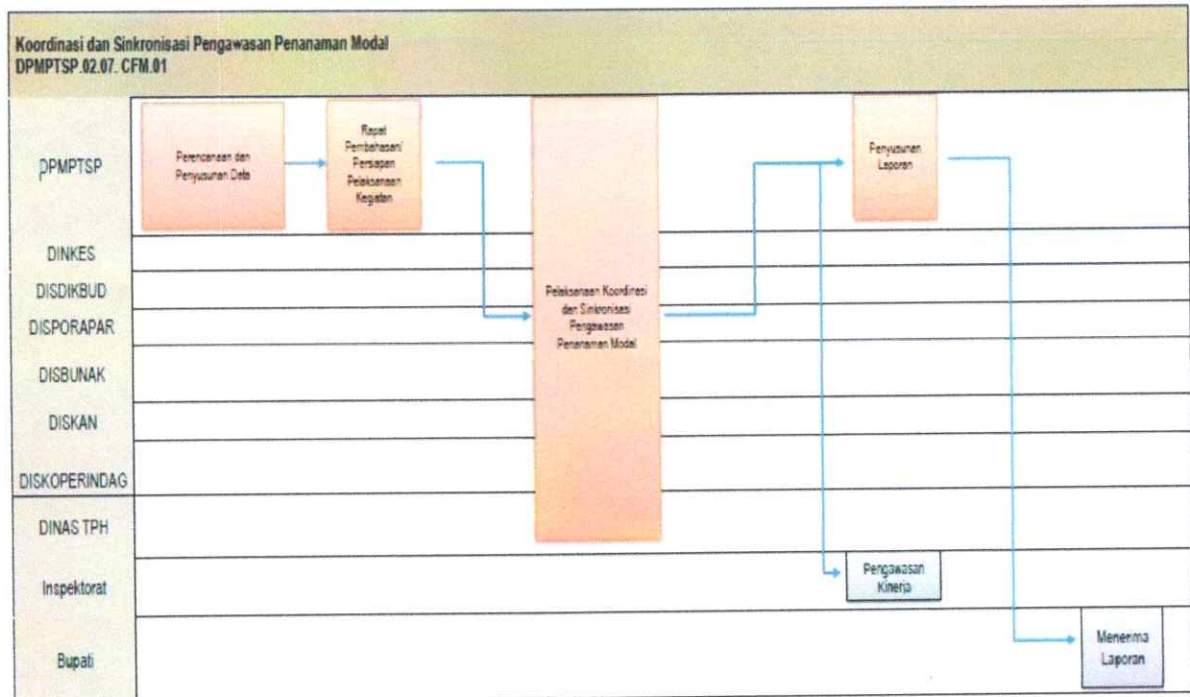 Koordinasi dan Sinkronisasi Pengawasan Penanaman Modal
DPMPTSP.02.07. CFM.01
DPMPTSP
Perencanaan dan
Penyusunan Data
Rapat
Pembahasan/
Persiapan
Pelaksanaan
Kegiatan
Penyusunan
Laporan
DINKES
DISDIKBUD
DISPORAPAR
DISBUNAK
DISKAN
DISKOPERINDAG
DINAS TPH
Pelaksanaan Koordinasi
dan Sinkronisasi
Pengawasan
Penanaman Modal
Inspektorat
Pengawasan
Kinerja
Bupati
Menerima
Laporan